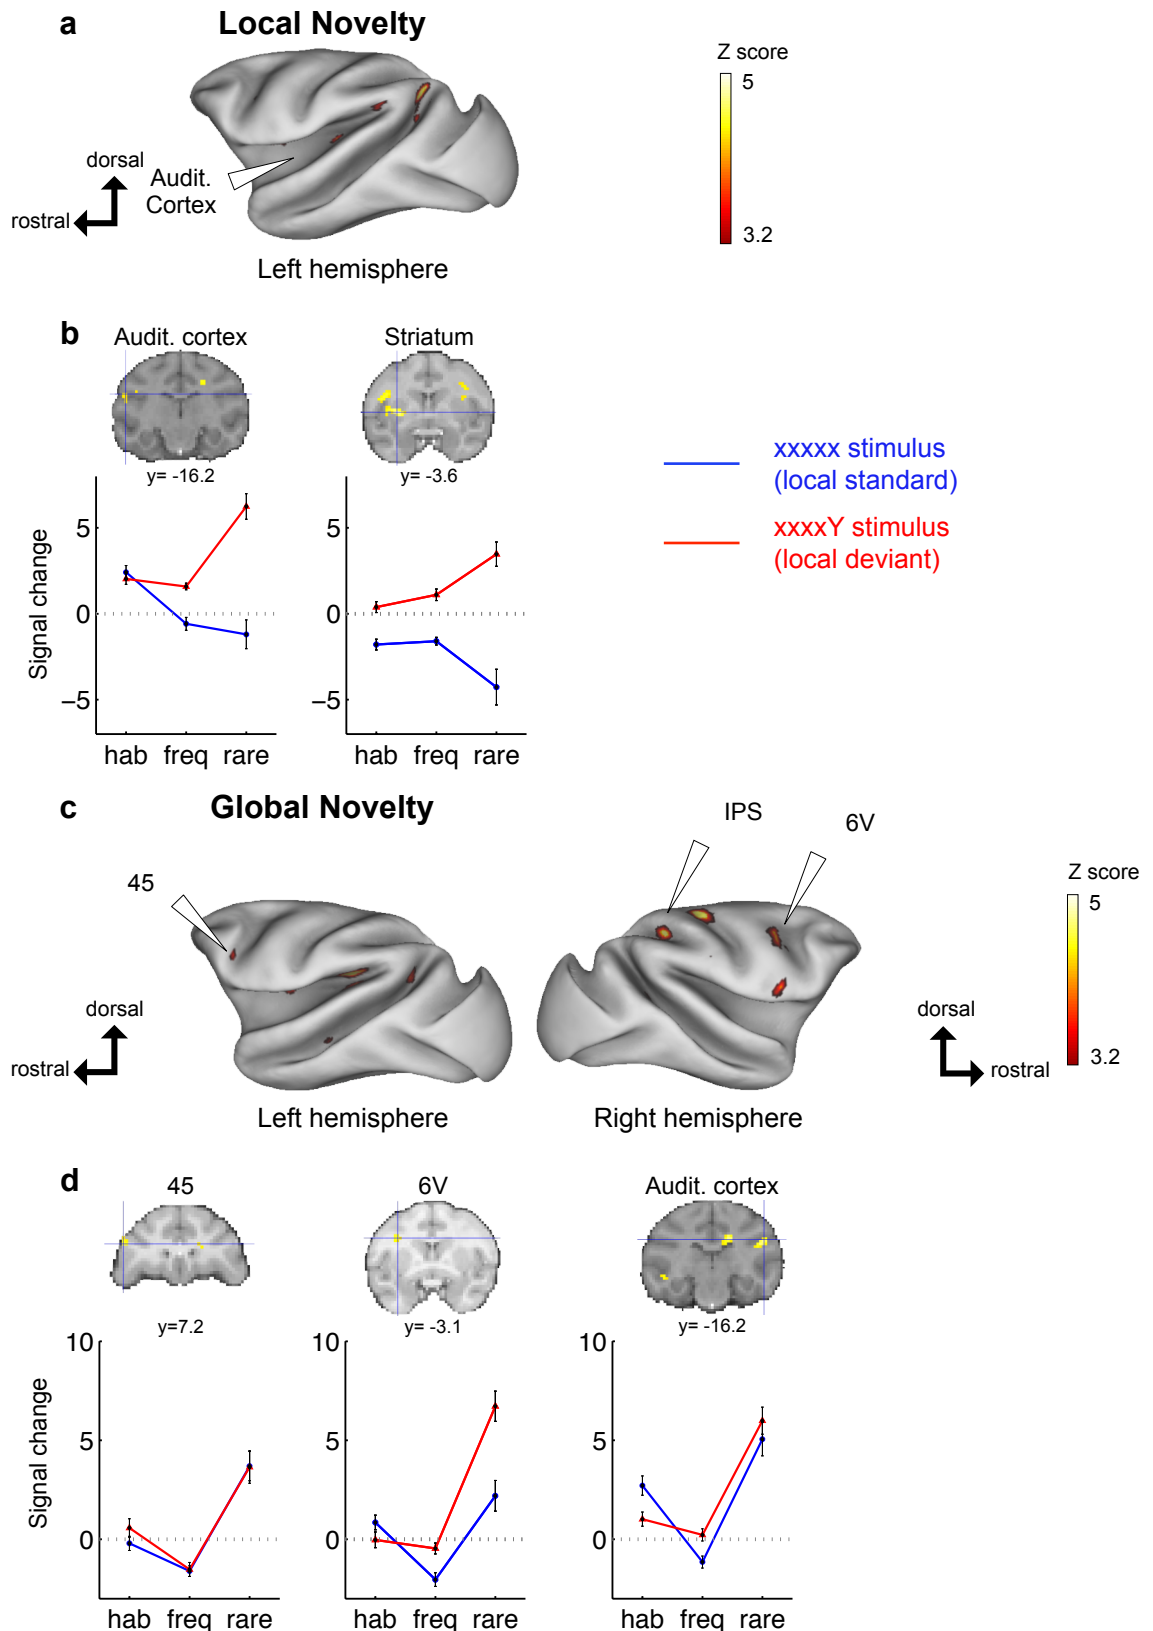 a
Local Novelty
Z score
5
3.2
dorsal
rostral
Audit.
Cortex
Left hemisphere
b
Audit. cortex
Striatum
y= -16.2
y= -3.6
xxxxx stimulus
(local standard)
xxxxY stimulus
(local deviant)
Signal change
5
0
−5
5
0
−5
hab freq rare
hab freq rare
c
Global Novelty
IPS
6V
45
Z score
5
3.2
dorsal
rostral
dorsal
rostral
Left hemisphere
Right hemisphere
d
45
6V
Audit. cortex
y=7.2
y= -3.1
y= -16.2
Signal change
10
5
0
10
5
0
10
5
0
hab freq rare
hab freq rare
hab freq rare